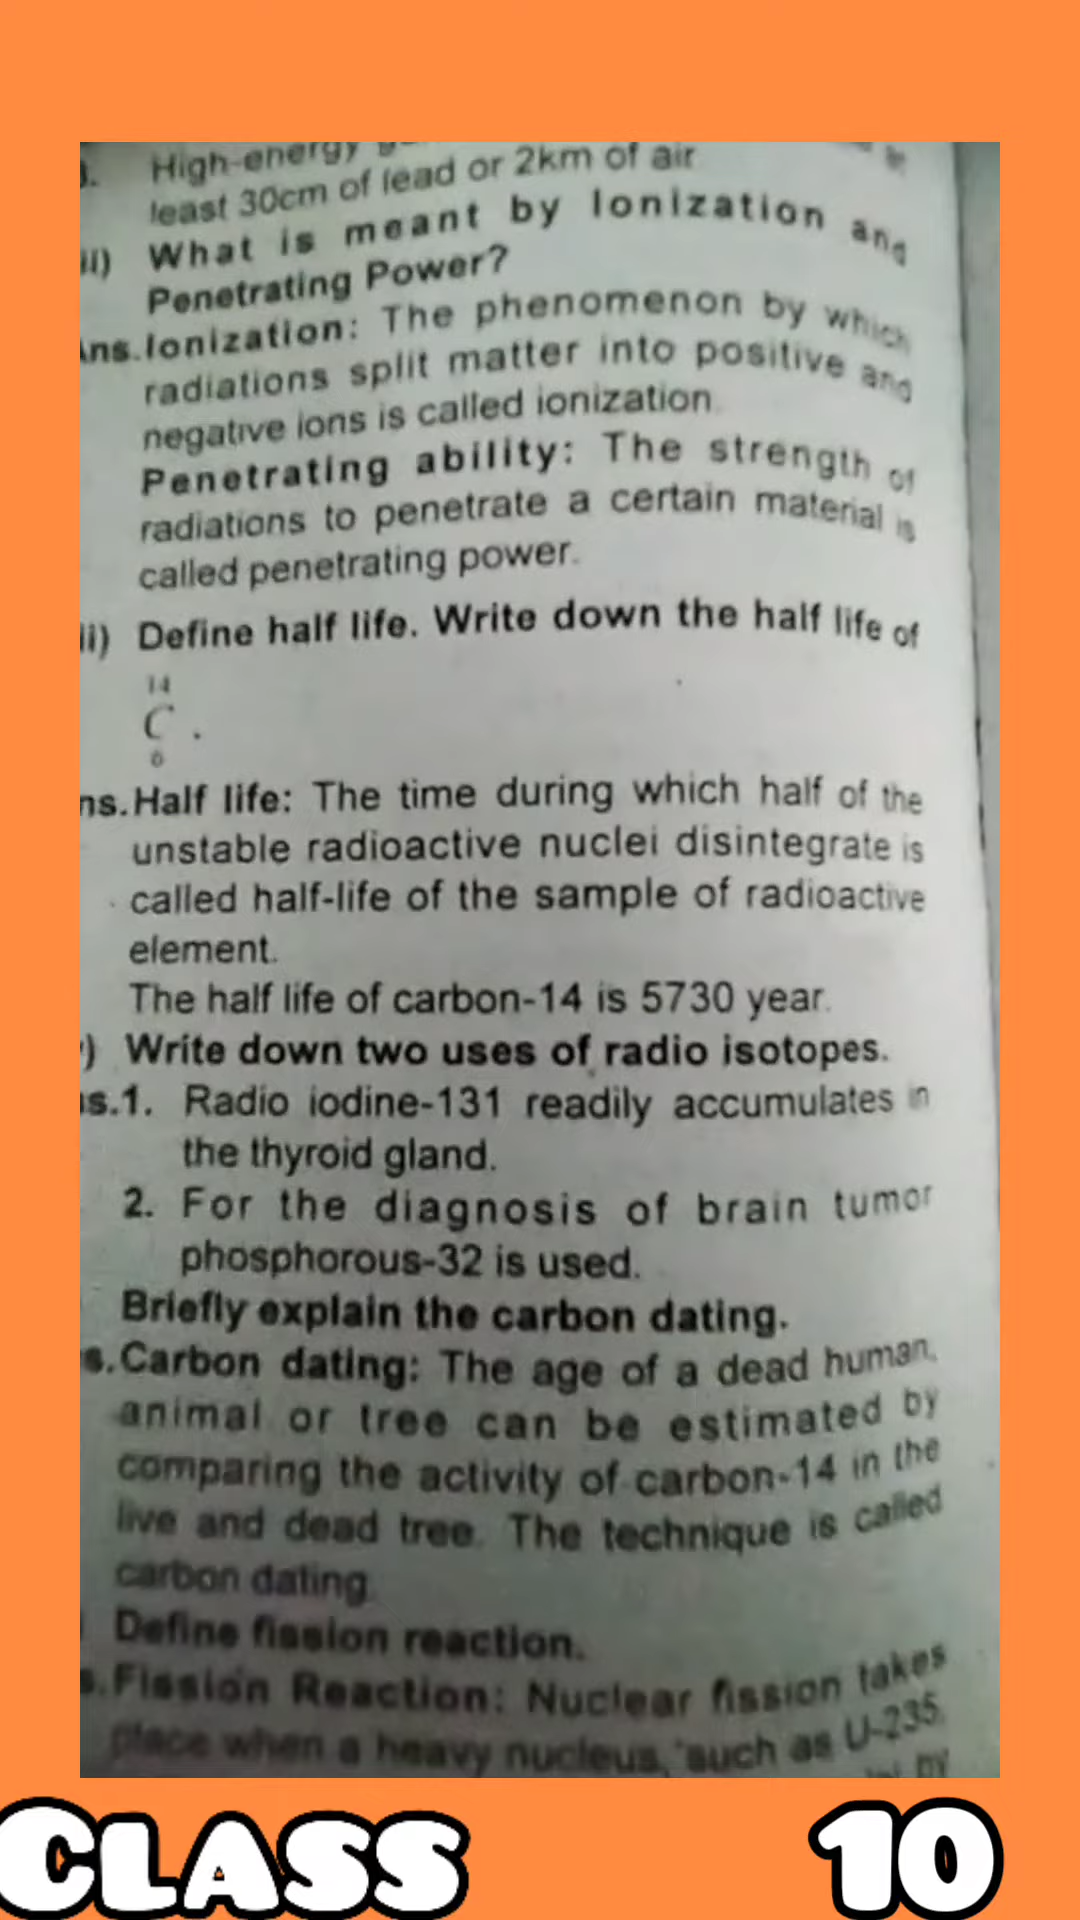 High-energy
least 30cm of lead or 2km of air
What is meant by Ionization and
Penetrating Power?
Ans. Ionization: The phenomenon by which
radiations split matter into positive and
negative ions is called ionization.
Penetrating ability: The strength of
radiations to penetrate a certain material is
called penetrating power.
ii) Define half life. Write down the half life of
14
C .
6
ns. Half life: The time during which half of the
unstable radioactive nuclei disintegrate is
called half-life of the sample of radioactive
element.
The half life of carbon-14 is 5730 year.
) Write down two uses of radio isotopes.
s.1. Radio iodine-131 readily accumulates in
the thyroid gland.
2. For the diagnosis of brain tumor
phosphorous-32 is used.
Briefly explain the carbon dating.
s. Carbon dating: The age of a dead human,
animal or tree can be estimated by
comparing the activity of carbon-14 in the
live and dead tree. The technique is called
carbon dating.
Define fission reaction.
s. Fission Reaction: Nuclear fission takes
place when a heavy nucleus, such as U-235,
by
CLASS 10